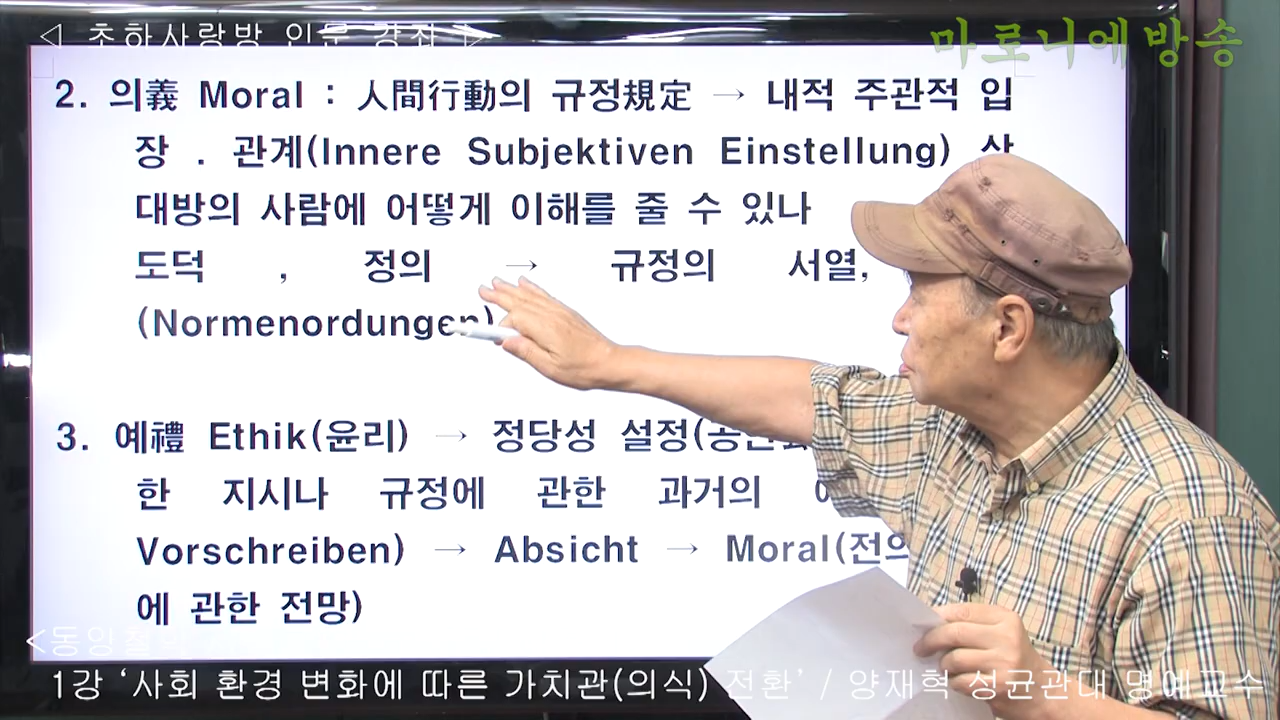 ◁ 초하사랑방 인문 강좌 ▷
마로니에방송
2. 의義 Moral : 人間行動의 규정規定 → 내적 주관적 입
장 . 관계(Innere Subjektiven Einstellung) 상
대방의 사람에 어떻게 이해를 줄 수 있나
도덕 , 정의 → 규정의 서열,
(Normenordungen)
3. 예禮 Ethik(윤리) → 정당성 설정
한 지시나 규정에 관한 과거의
Vorschreiben) → Absicht → Moral(전의
에 관한 전망)
<동양철학
1강 ‘사회 환경 변화에 따른 가치관(의식) 전환’ / 양재혁 성균관대 명예교수